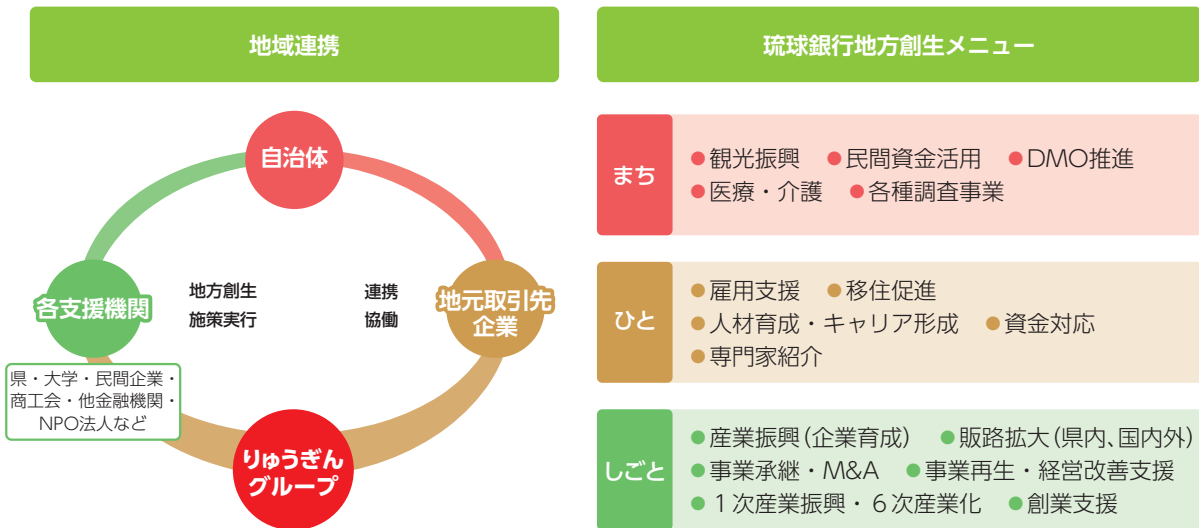 地域連携
自治体
各支援機関
地方創生
施策実行
連携
協働
地元取引先
企業
県・大学・民間企業・
商工会・他金融機関・
NPO法人など
りゅうぎん
グループ
琉球銀行地方創生メニュー
まち
●観光振興 ●民間資金活用 ●DMO推進
●医療・介護 ●各種調査事業
ひと
●雇用支援 ●移住促進
●人材育成・キャリア形成 ●資金対応
●専門家紹介
しごと
●産業振興(企業育成) ●販路拡大(県内、国内外)
●事業承継・M&A ●事業再生・経営改善支援
●1次産業振興・6次産業化 ●創業支援